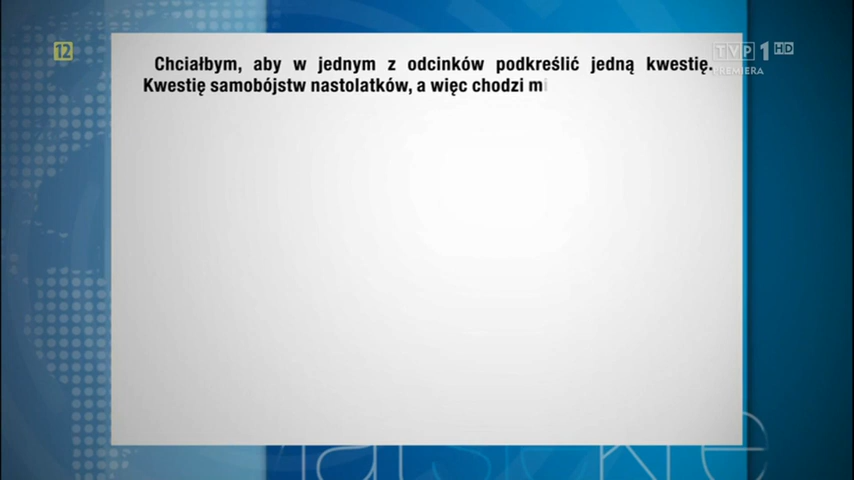 12
TVP 1 HD
PREMIERA
Chciałbym, aby w jednym z odcinków podkreślić jedną kwestię.
Kwestię samobójstw nastolatków, a więc chodzi mi